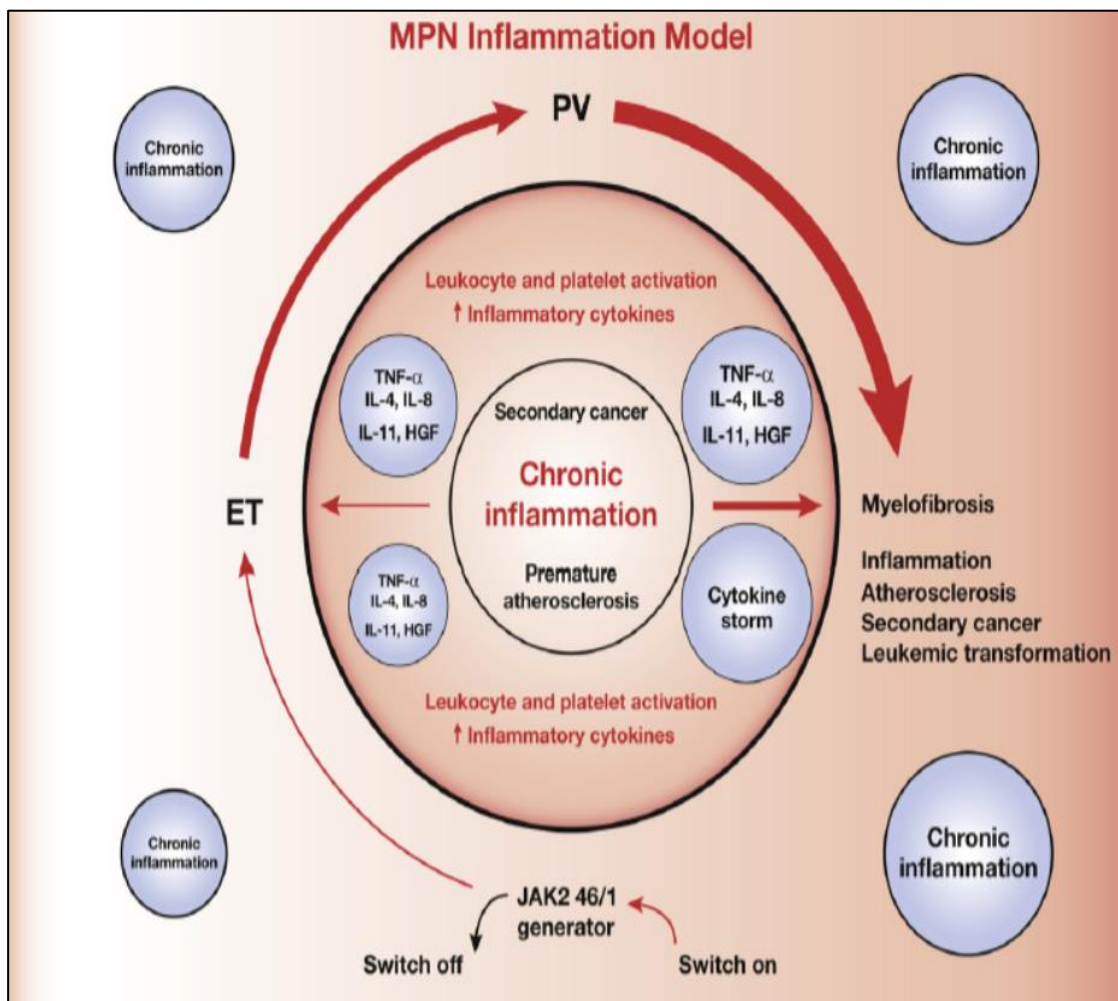 MPN Inflammation Model
PV
Chronic
inflammation
Chronic
inflammation
Leukocyte and platelet activation
↑ Inflammatory cytokines
TNF-α
IL-4, IL-8
IL-11, HGF
Secondary cancer
TNF-α
IL-4, IL-8
IL-11, HGF
Chronic
inflammation
ET
Myelofibrosis
Inflammation
Atherosclerosis
Secondary cancer
Leukemic transformation
TNF-α
IL-4, IL-8
IL-11, HGF
Premature
atherosclerosis
Cytokine
storm
Leukocyte and platelet activation
↑ Inflammatory cytokines
Chronic
inflammation
Chronic
inflammation
JAK2 46/1
generator
Switch off
Switch on